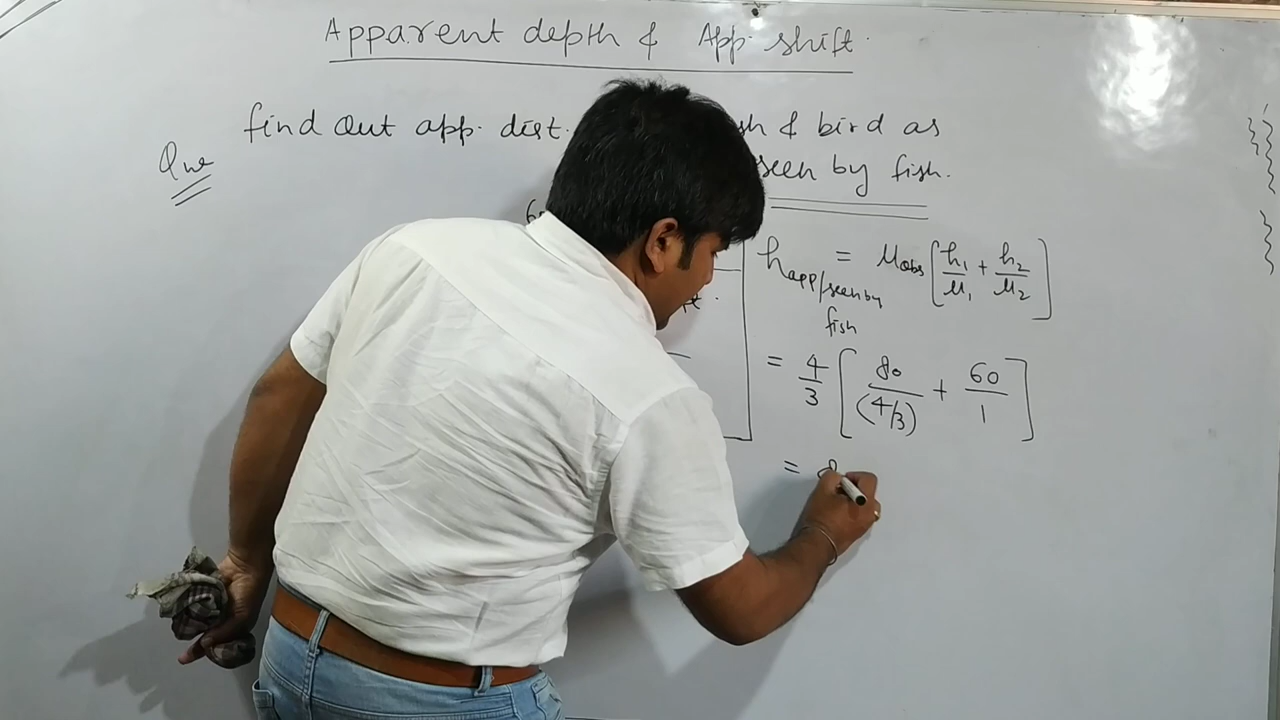 Apparent depth & App. shift.
find out app. dist. & bird as
Que
seen by fish.
h app/seen by fish = μobs [h₁/μ₁ + h₂/μ₂]
= 4/3 [80/(4/3) + 60/1]
= 8